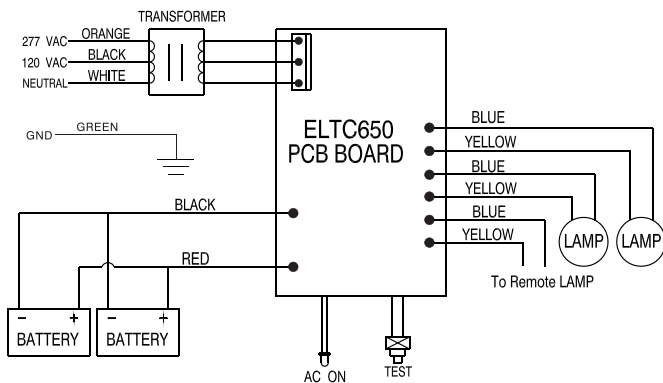 TRANSFORMER
277 VAC ORANGE
120 VAC BLACK
NEUTRAL WHITE
GND GREEN
ELTC650
PCB BOARD
BLUE
YELLOW
BLUE
YELLOW
BLUE
YELLOW
LAMP LAMP
To Remote LAMP
BLACK
RED
- + - +
BATTERY BATTERY
AC ON
TEST